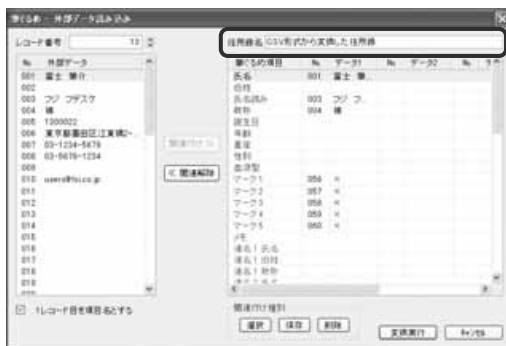 筆ぐるめ - 外部データ読み込み
レコード番号 13
住所録名 CSV形式から変換した住所録
No. 外部データ
001 富士 筆介
002
003 フジ フデスケ
004 様
005 1300022
006 東京都墨田区江東橋2-
007 03-1234-5678
008 03-5678-1234
009
010 users@fsi.co.jp
011
012
013
014
015
016
017
018
019
関連付け >>
<< 関連解除
筆ぐるめ項目 No. データ1 No. データ2 No.
氏名 001 富士 筆..
旧姓
氏名読み 003 フジ フ..
敬称 004 様
誕生日
年齢
星座
性別
血液型
マーク1 056 ×
マーク2 057 ×
マーク3 058 ×
マーク4 059 ×
マーク5 060 ×
メモ
連名1 氏名
連名1 旧姓
連名1 敬称
1レコード目を項目名とする
関連付け種別
選択 保存 削除
変換実行 キャンセル